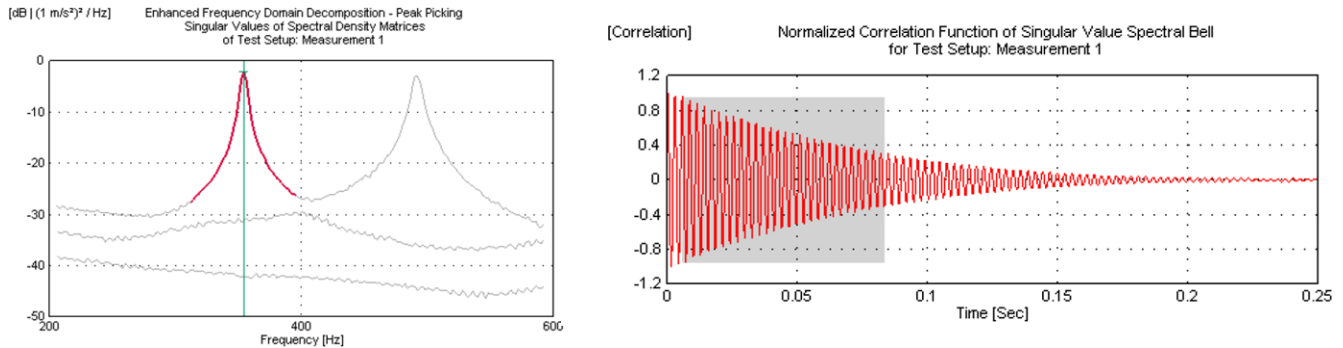 [dB | (1 m/s²)² / Hz]
Enhanced Frequency Domain Decomposition - Peak Picking
Singular Values of Spectral Density Matrices
of Test Setup: Measurement 1
0
-10
-20
-30
-40
-50
200
400
600
Frequency [Hz]
[Correlation]
Normalized Correlation Function of Singular Value Spectral Bell
for Test Setup: Measurement 1
1.2
0.8
0.4
0
-0.4
-0.8
-1.2
0
0.05
0.1
0.15
0.2
0.25
Time [Sec]